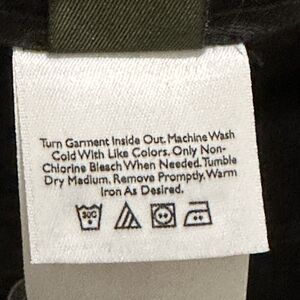 Turn Garment Inside Out. Machine Wash
Cold With Like Colors. Only Non-
Chlorine Bleach When Needed. Tumble
Dry Medium. Remove Promptly. Warm
Iron As Desired.
30C